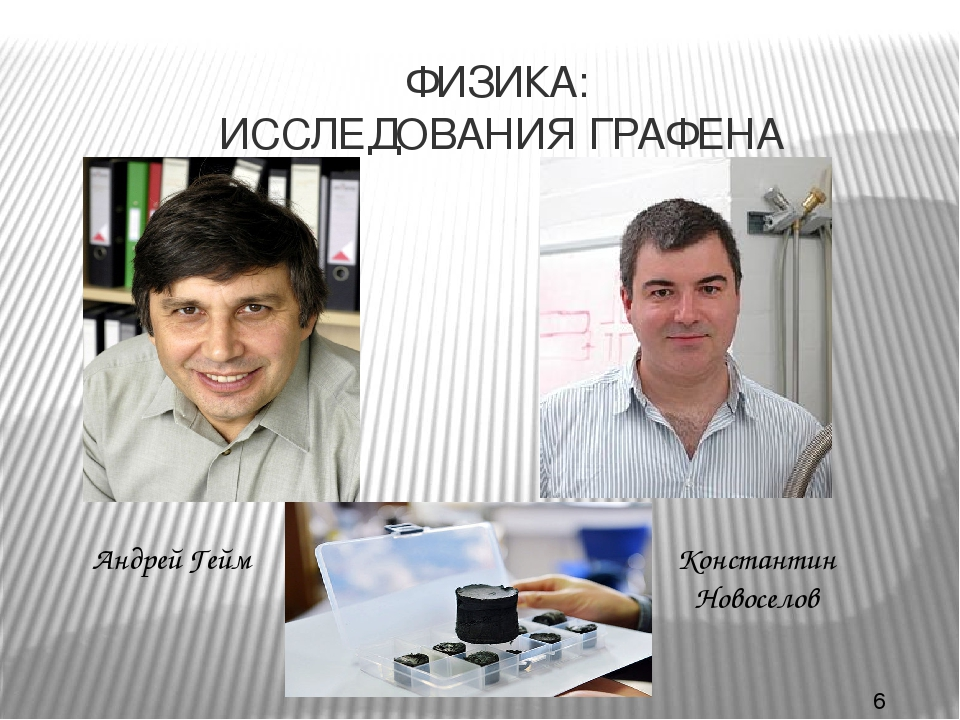 ФИЗИКА:
ИССЛЕДОВАНИЯ ГРАФЕНА
Андрей Гейм
Константин
Новоселов
6